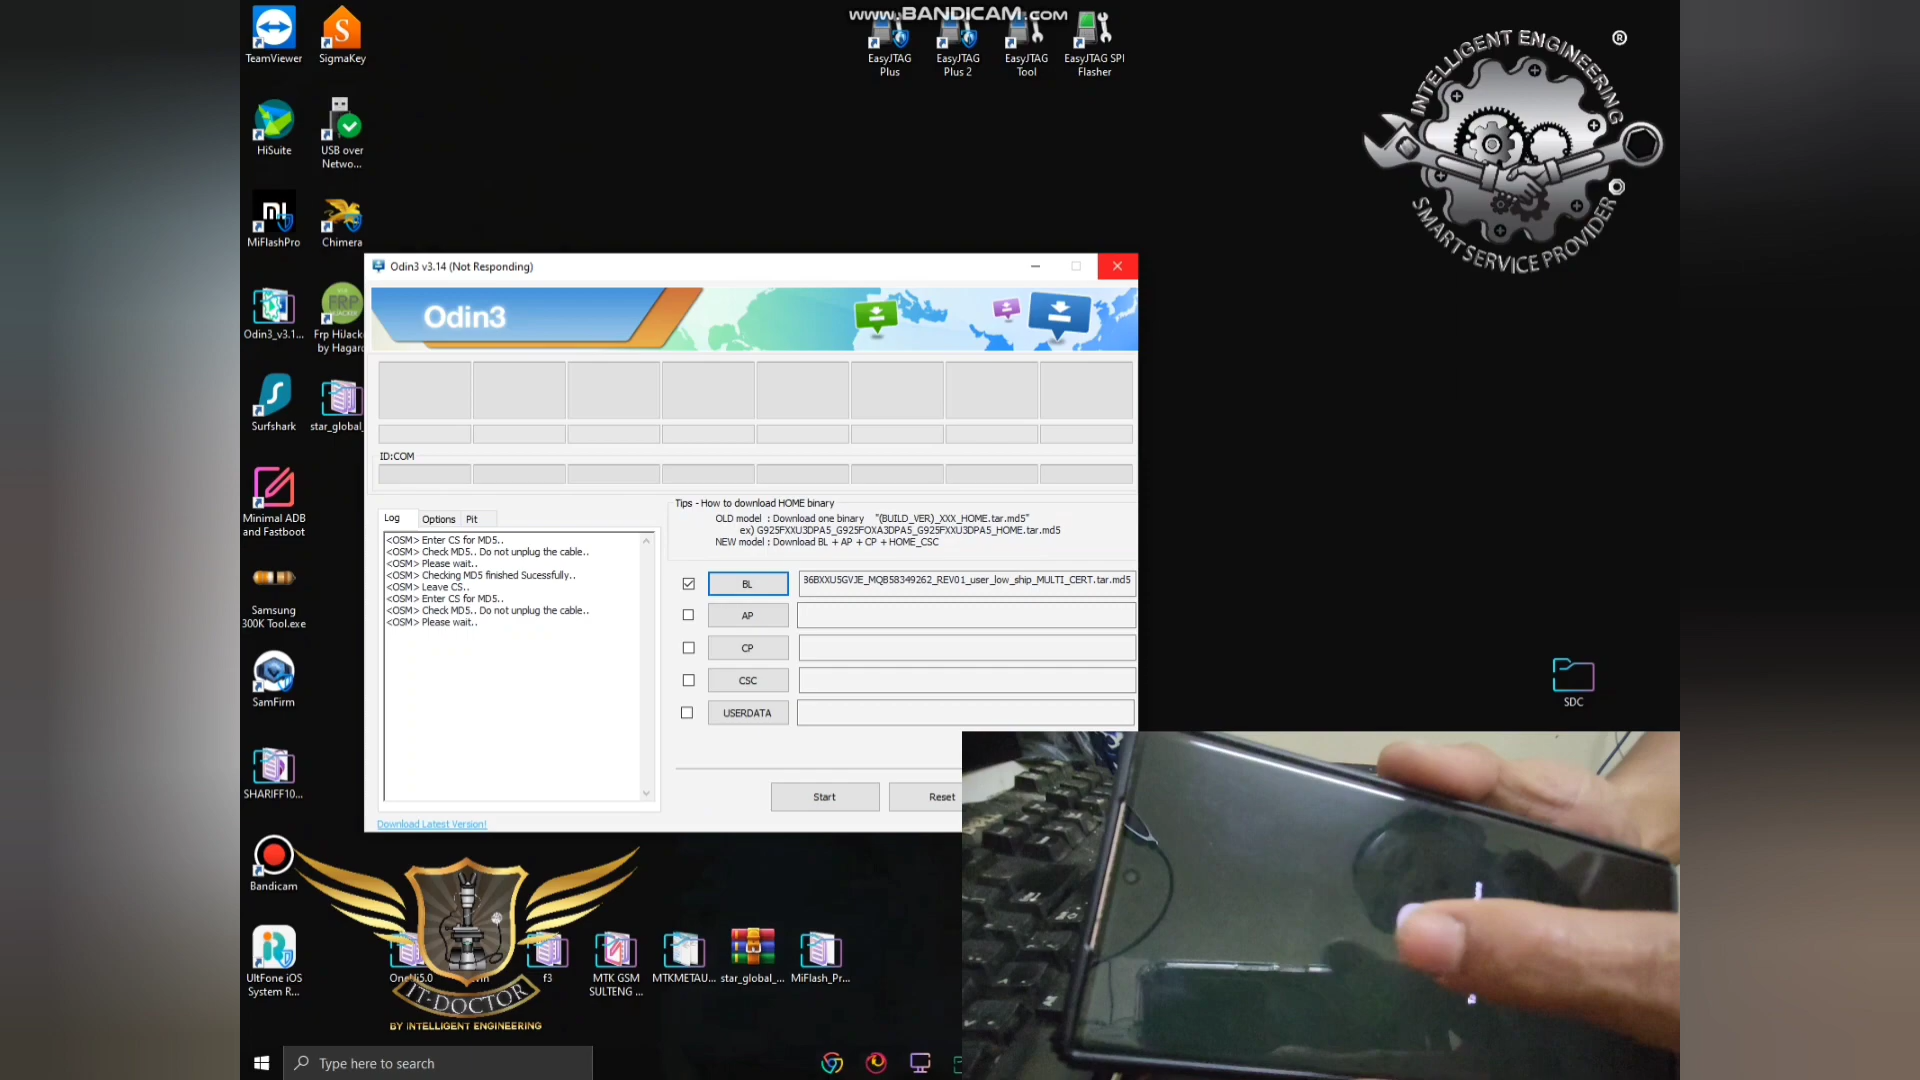 www.BANDICAM.com
TeamViewer
SigmaKey
EasyJTAG
Plus
EasyJTAG
Plus 2
EasyJTAG
Tool
EasyJTAG SPI
Flasher
INTELLIGENT ENGINEERING
®
SMART SERVICE PROVIDER
HiSuite
USB over
Netwo...
MiFlashPro
Chimera
Odin3_v3.1...
FRP
Frp HiJack
by Hagard
Surfshark
star_global_
Minimal ADB
and Fastboot
Samsung
300K Tool.exe
SamFirm
SHARIFF10...
Bandicam
UltFone iOS
System R...
Odin3 v3.14 (Not Responding)
Odin3
ID:COM
Log
Options
Pit
<OSM> Enter CS for MD5..
<OSM> Check MD5.. Do not unplug the cable..
<OSM> Please wait..
<OSM> Checking MD5 finished Sucessfully..
<OSM> Leave CS..
<OSM> Enter CS for MD5..
<OSM> Check MD5.. Do not unplug the cable..
<OSM> Please wait..
Tips - How to download HOME binary
OLD model : Download one binary "(BUILD_VER)_XXX_HOME.tar.md5"
ex) G925FXXU3DPA5_G925FOXA3DPA5_G925FXXU3DPA5_HOME.tar.md5
NEW model : Download BL + AP + CP + HOME_CSC
BL
36BXXU5GVJE_MQB58349262_REV01_user_low_ship_MULTI_CERT.tar.md5
AP
CP
CSC
USERDATA
Start
Reset
Download Latest Version!
SDC
IT-DOCTOR
BY INTELLIGENT ENGINEERING
f3
MTK GSM
SULTENG ...
MTKMETAU...
star_global_...
MiFlash_Pr...
Type here to search